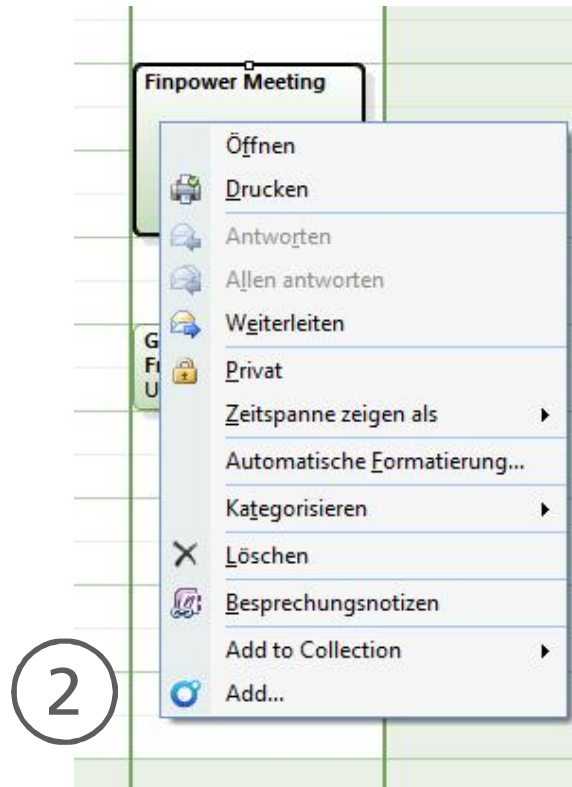 Finpower Meeting
Öffnen
Drucken
Antworten
Allen antworten
Weiterleiten
G
Fr
U
Privat
Zeitspanne zeigen als
Automatische Formatierung...
Kategorisieren
Löschen
Besprechungsnotizen
Add to Collection
2
Add...